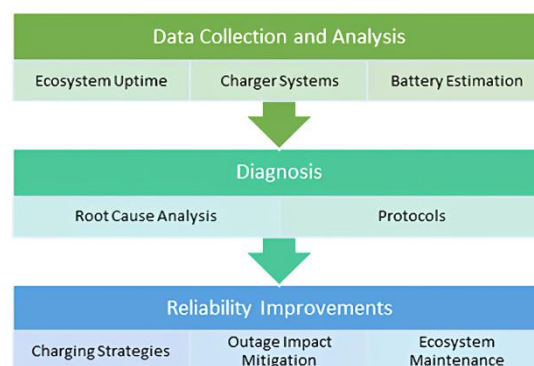 Data Collection and Analysis
Ecosystem Uptime
Charger Systems
Battery Estimation
Diagnosis
Root Cause Analysis
Protocols
Reliability Improvements
Charging Strategies
Outage Impact
Mitigation
Ecosystem
Maintenance